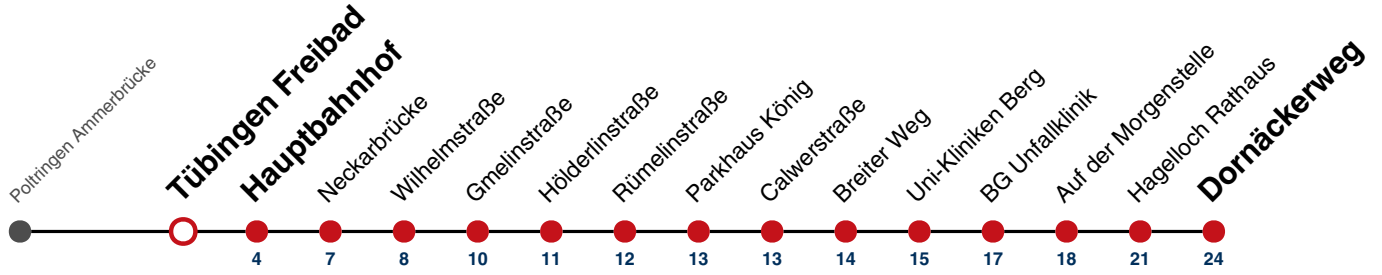 Poltringen Ammerbrücke
Tübingen Freibad
Hauptbahnhof
Neckarbrücke
Wilhelmstraße
Gmelinstraße
Hölderlinstraße
Rümelinstraße
Parkhaus König
Calwerstraße
Breiter Weg
Uni-Kliniken Berg
BG Unfallklinik
Auf der Morgenstelle
Hagelloch Rathaus
Dornäckerweg
4 7 8 10 11 12 13 13 14 15 17 18 21 24